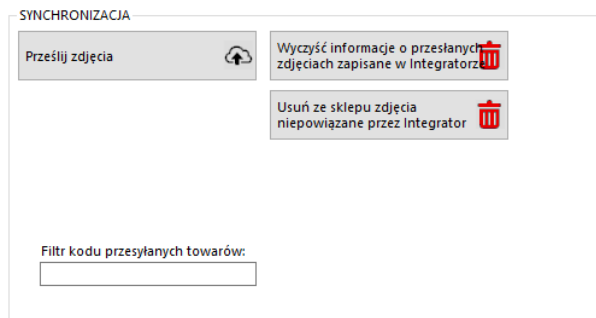 SYNCHRONIZACJA
Prześlij zdjęcia
Wyczyść informacje o przesłanych
zdjęciach zapisane w Integratorze
Usuń ze sklepu zdjęcia
niepowiązane przez Integrator
Filtr kodu przesyłanych towarów: